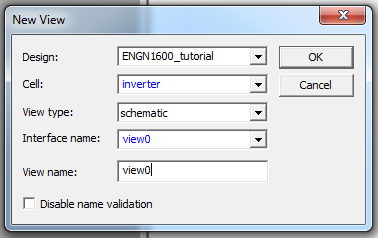 New View
Design: ENGN1600_tutorial OK
Cell: inverter Cancel
View type: schematic
Interface name: view0
View name: view0
Disable name validation